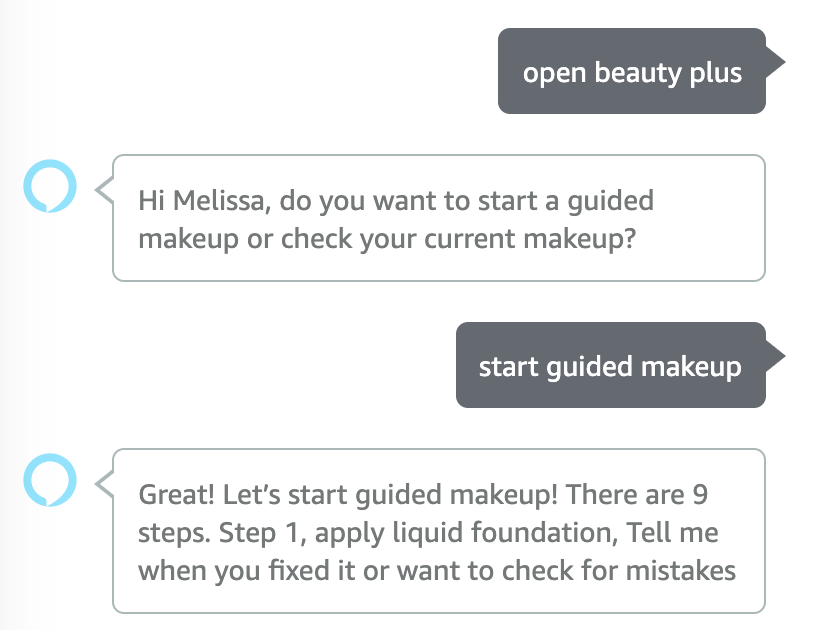 open beauty plus
Hi Melissa, do you want to start a guided
makeup or check your current makeup?
start guided makeup
Great! Let’s start guided makeup! There are 9
steps. Step 1, apply liquid foundation, Tell me
when you fixed it or want to check for mistakes